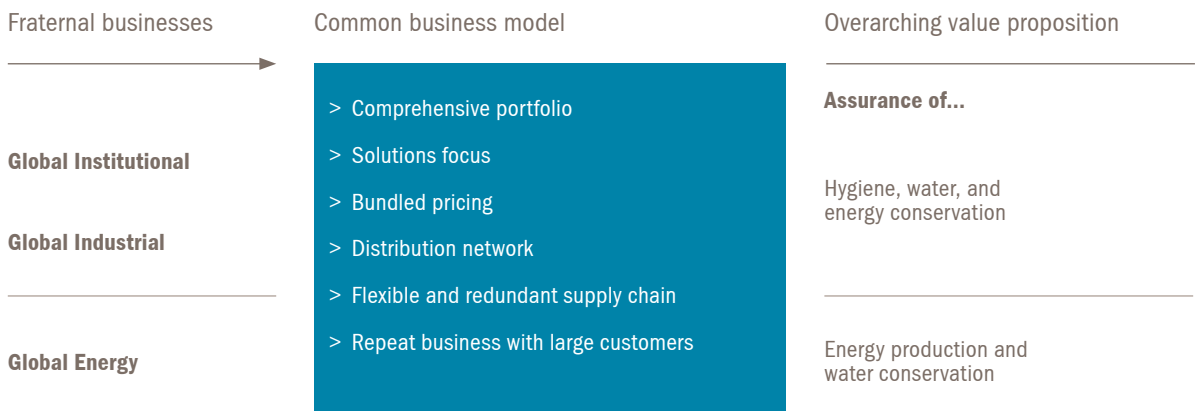 Fraternal businesses
Common business model
Overarching value proposition
Global Institutional
Global Industrial
Global Energy
> Comprehensive portfolio
> Solutions focus
> Bundled pricing
> Distribution network
> Flexible and redundant supply chain
> Repeat business with large customers
Assurance of...
Hygiene, water, and
energy conservation
Energy production and
water conservation